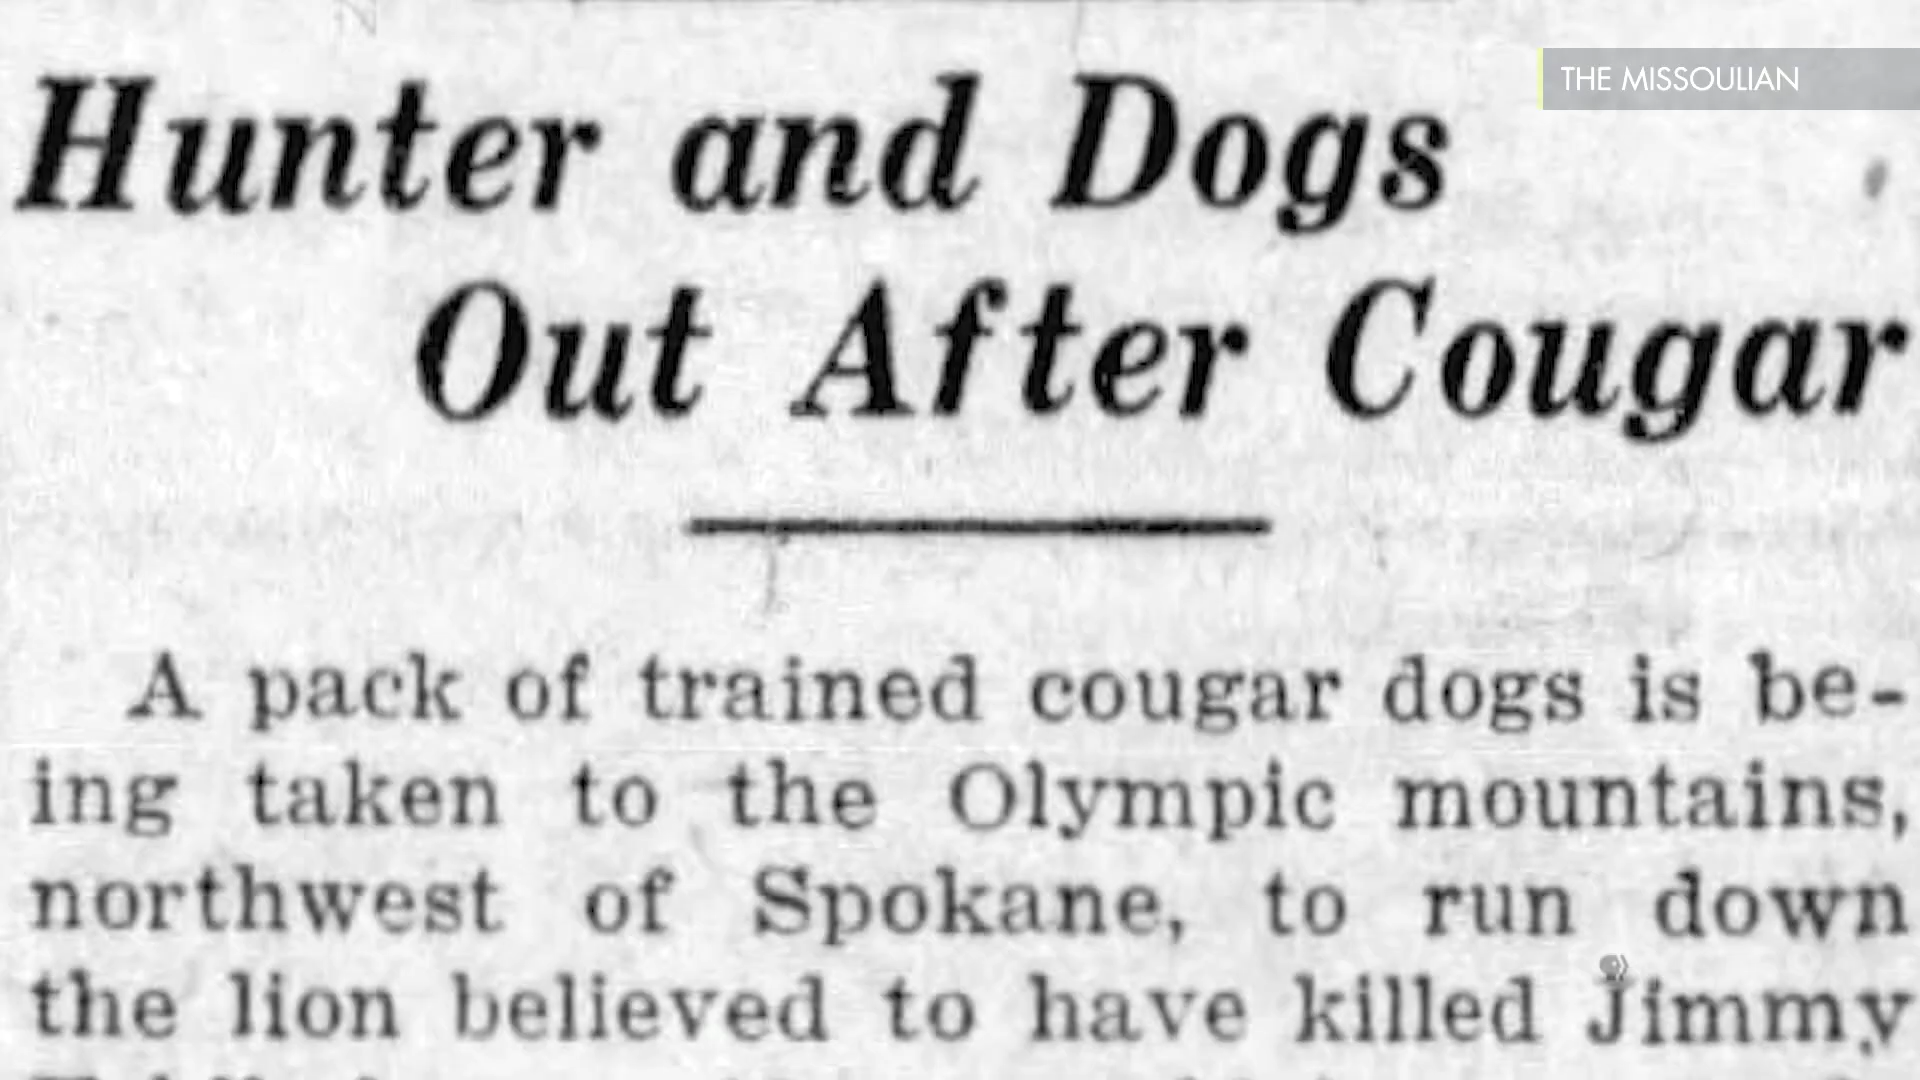 THE MISSOULIAN
Hunter and Dogs
Out After Cougar
A pack of trained cougar dogs is be-
ing taken to the Olympic mountains,
northwest of Spokane, to run down
the lion believed to have killed Jimmy